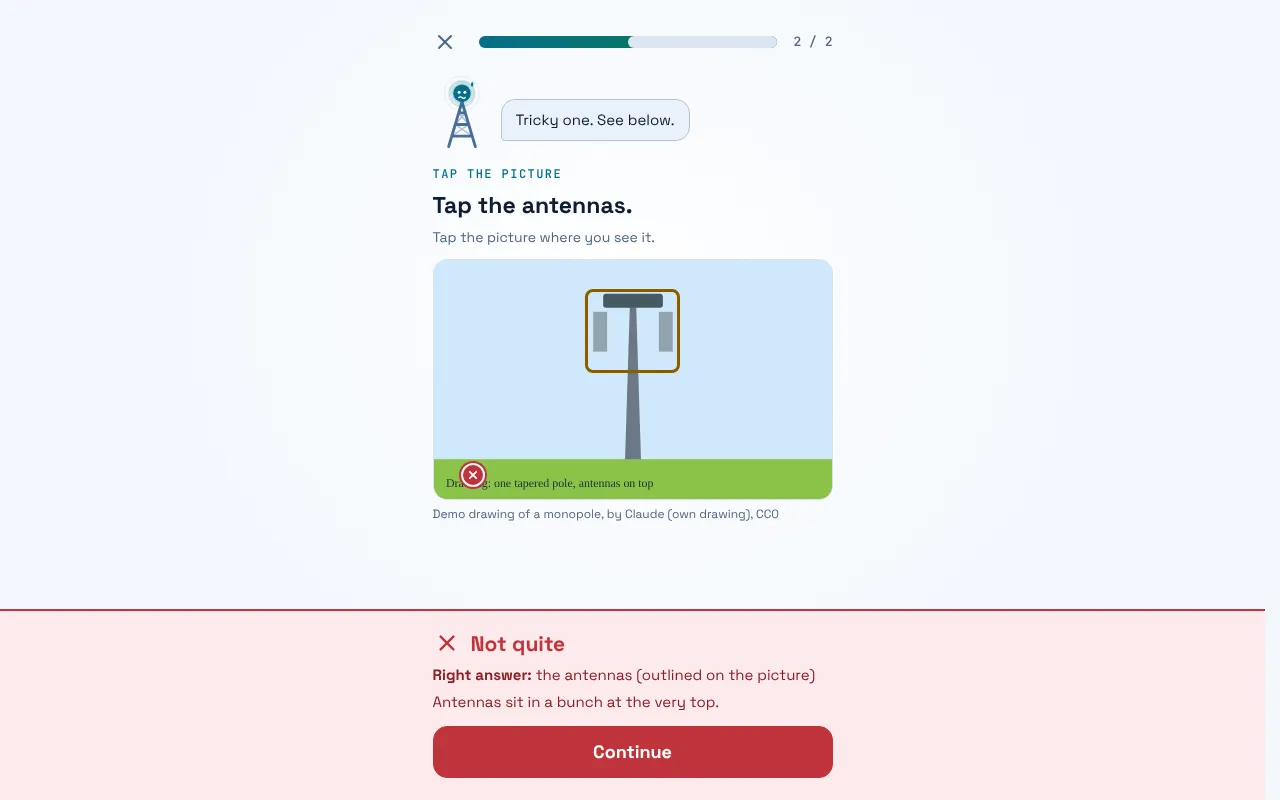 2 / 2
Tricky one. See below.
TAP THE PICTURE
Tap the antennas.
Tap the picture where you see it.
: one tapered pole, antennas on top
Demo drawing of a monopole, by Claude (own drawing), CC0
Not quite
Right answer: the antennas (outlined on the picture)
Antennas sit in a bunch at the very top.
Continue